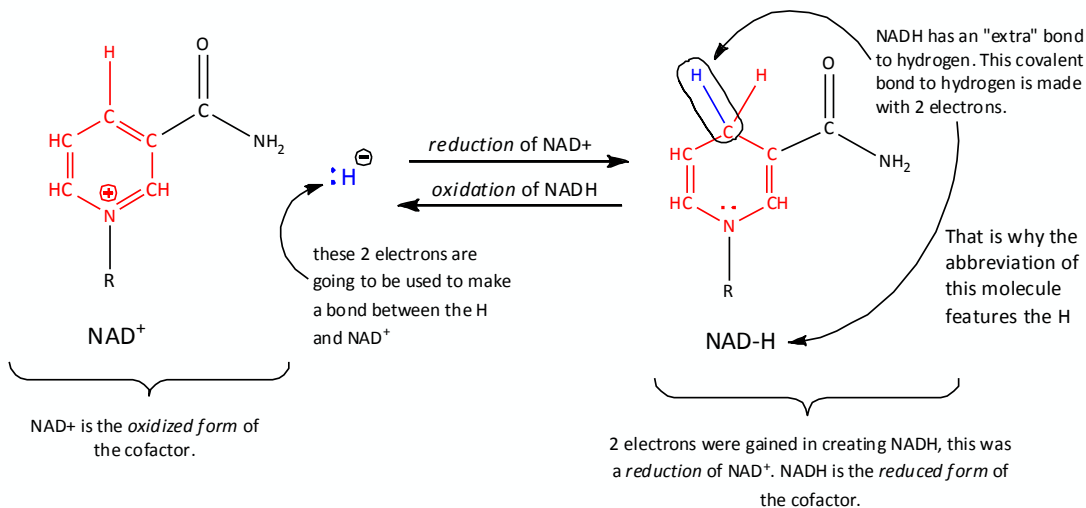 H
O
HC
C
CH
C
C
HC
CH
NH2
⊕
N
R
NAD+
NAD+ is the oxidized form of
the cofactor.
:H⊖
these 2 electrons are
going to be used to make
a bond between the H
and NAD+
reduction of NAD+
oxidation of NADH
H
H
O
C
HC
C
C
HC
CH
NH2
..
N
R
NAD-H
NADH has an "extra" bond
to hydrogen. This covalent
bond to hydrogen is made
with 2 electrons.
That is why the
abbreviation of
this molecule
features the H
2 electrons were gained in creating NADH, this was
a reduction of NAD+. NADH is the reduced form of
the cofactor.